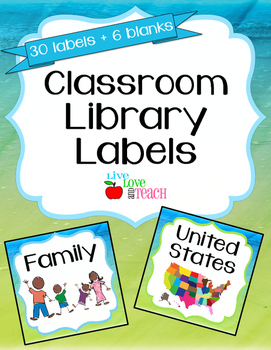 30 labels + 6 blanks
Classroom
Library
Labels
Live
Love
and TEACH
Family
United
States